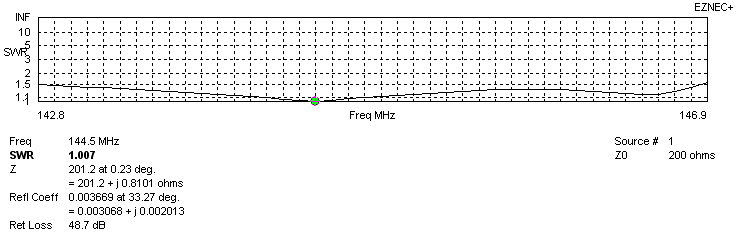 EZNEC+
INF
10
5
SWR
3
2
1.5
1.1
142.8 Freq MHz 146.9
Freq 144.5 MHz Source # 1
SWR 1.007 Z0 200 ohms
Z 201.2 at 0.23 deg.
= 201.2 + j 0.8101 ohms
Refl Coeff 0.003669 at 33.27 deg.
= 0.003068 + j 0.002013
Ret Loss 48.7 dB